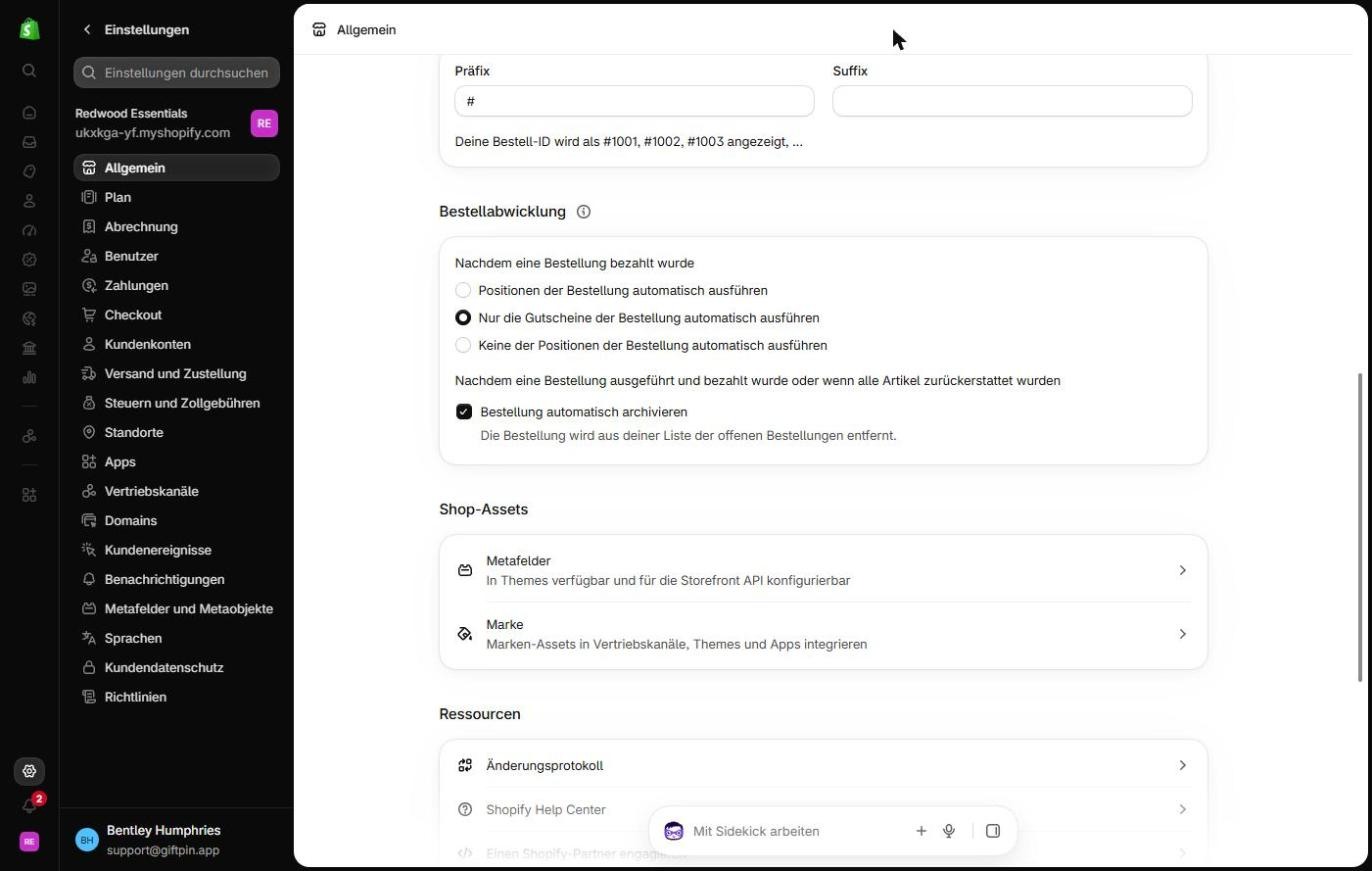 Einstellungen
Einstellungen durchsuchen
Redwood Essentials
ukxkga-yf.myshopify.com
RE
Allgemein
Plan
Abrechnung
Benutzer
Zahlungen
Checkout
Kundenkonten
Versand und Zustellung
Steuern und Zollgebühren
Standorte
Apps
Vertriebskanäle
Domains
Kundenereignisse
Benachrichtigungen
Metafelder und Metaobjekte
Sprachen
Kundendatenschutz
Richtlinien
2
RE
BH
Bentley Humphries
support@giftpin.app
Allgemein
Präfix
Suffix
#
Deine Bestell-ID wird als #1001, #1002, #1003 angezeigt, ...
Bestellabwicklung
Nachdem eine Bestellung bezahlt wurde
Positionen der Bestellung automatisch ausführen
Nur die Gutscheine der Bestellung automatisch ausführen
Keine der Positionen der Bestellung automatisch ausführen
Nachdem eine Bestellung ausgeführt und bezahlt wurde oder wenn alle Artikel zurückerstattet wurden
Bestellung automatisch archivieren
Die Bestellung wird aus deiner Liste der offenen Bestellungen entfernt.
Shop-Assets
Metafelder
In Themes verfügbar und für die Storefront API konfigurierbar
Marke
Marken-Assets in Vertriebskanäle, Themes und Apps integrieren
Ressourcen
Änderungsprotokoll
Shopify Help Center
Mit Sidekick arbeiten
Einen Shopify-Partner engagieren